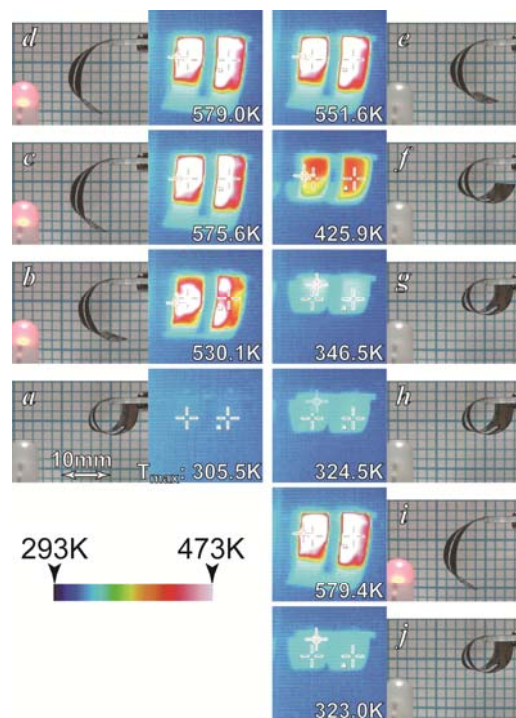 d
579.0K
551.6K
e
c
575.6K
425.9K
f
b
530.1K
346.5K
g
a
10mm
Tmax: 305.5K
324.5K
h
293K
473K
579.4K
i
323.0K
j